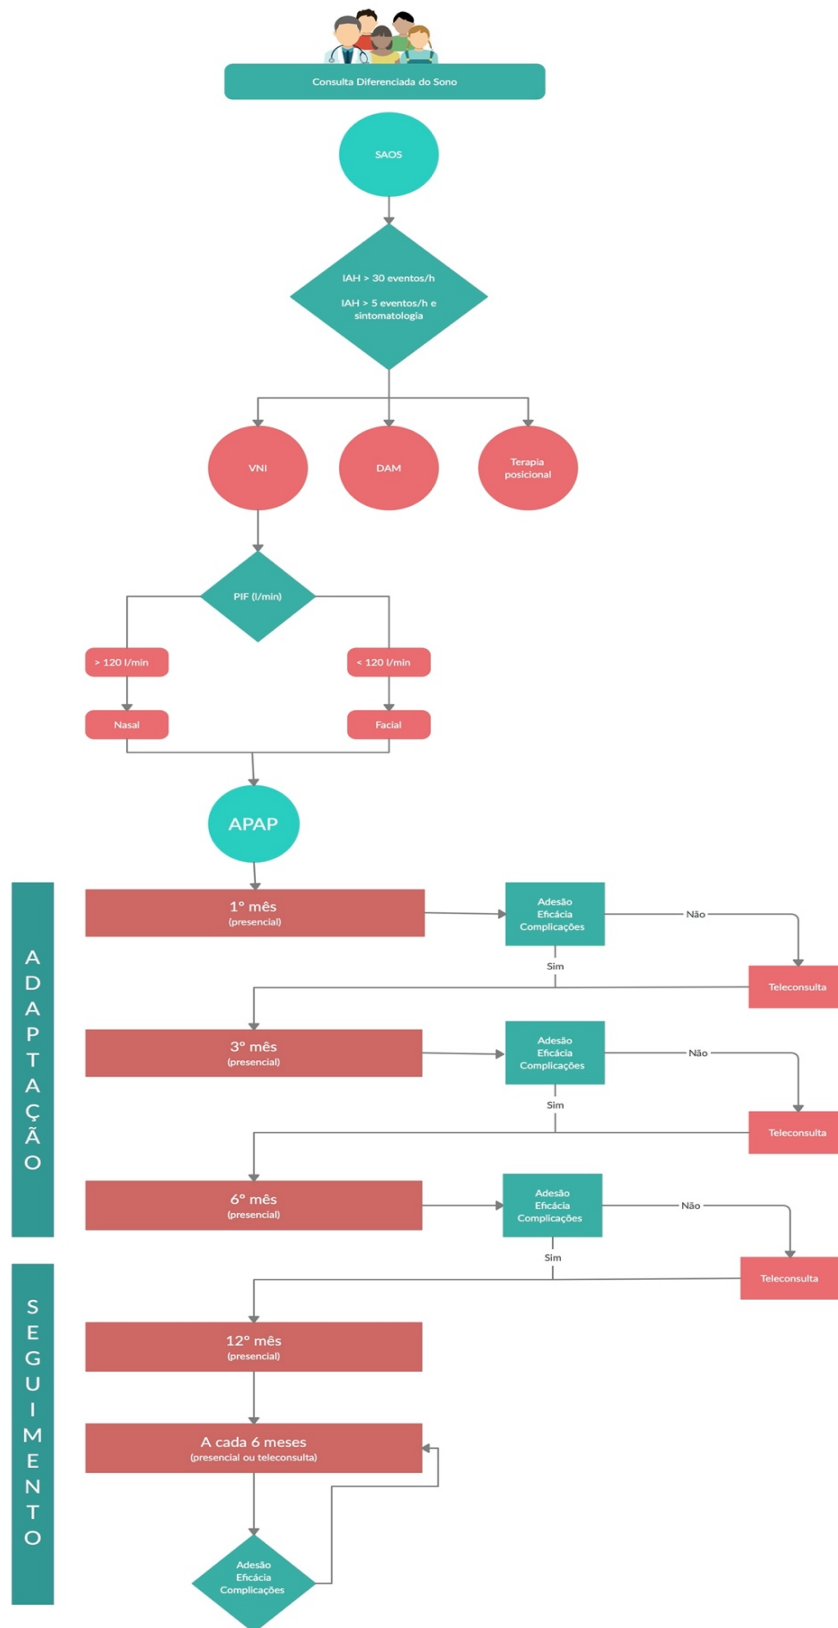 Consulta Diferenciada do Sono
SAOS
IAH > 30 eventos/h
IAH > 5 eventos/h e
sintomatologia
VNI
DAM
Terapia
posicional
PIF (l/min)
> 120 l/min
< 120 l/min
Nasal
Facial
APAP
ADAPTAÇÃO
1º mês
(presencial)
Adesão
Eficácia
Complicações
Não
Sim
Teleconsulta
3º mês
(presencial)
Adesão
Eficácia
Complicações
Não
Sim
Teleconsulta
6º mês
(presencial)
Adesão
Eficácia
Complicações
Não
Sim
Teleconsulta
SEGUIMENTO
12º mês
(presencial)
A cada 6 meses
(presencial ou teleconsulta)
Adesão
Eficácia
Complicações